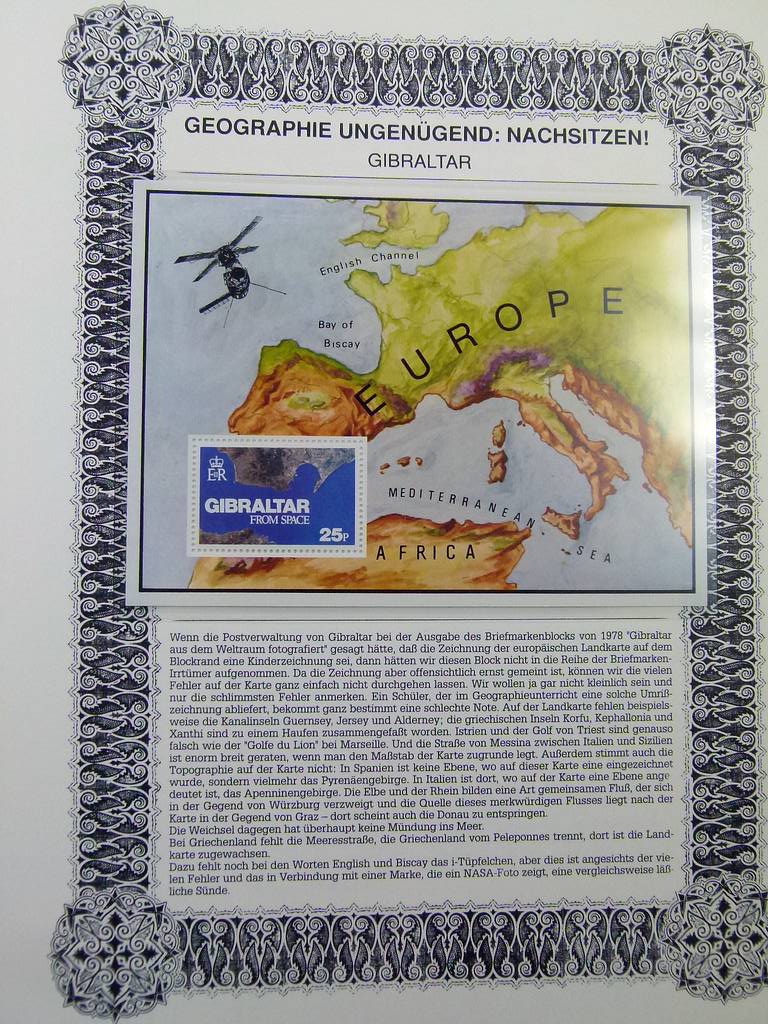 GEOGRAPHIE UNGENÜGEND: NACHSITZEN!
GIBRALTAR
English Channel
Bay of
Biscay
EUROPE
MEDITERRANEAN SEA
AFRICA
ER
GIBRALTAR
FROM SPACE
25P
Wenn die Postverwaltung von Gibraltar bei der Ausgabe des Briefmarkenblocks von 1978 "Gibraltar
aus dem Weltraum fotografiert" gesagt hätte, daß die Zeichnung der europäischen Landkarte auf dem
Blockrand eine Kinderzeichnung sei, dann hätten wir diesen Block nicht in die Reihe der Briefmarken-
Irrtümer aufgenommen. Da die Zeichnung aber offensichtlich ernst gemeint ist, können wir die vielen
Fehler auf der Karte ganz einfach nicht durchgehen lassen. Wir wollen ja gar nicht kleinlich sein und
nur die schlimmsten Fehler anmerken. Ein Schüler, der im Geographieunterricht eine solche Umriß-
zeichnung abliefert, bekommt ganz bestimmt eine schlechte Note. Auf der Landkarte fehlen beispiels-
weise die Kanalinseln Guernsey, Jersey und Alderney; die griechischen Inseln Korfu, Kephallonia und
Xanthi sind zu einem Haufen zusammengefaßt worden. Istrien und der Golf von Triest sind genauso
falsch wie der "Golfe du Lion" bei Marseille. Und die Straße von Messina zwischen Italien und Sizilien
ist enorm breit geraten, wenn man den Maßstab der Karte zugrunde legt. Außerdem stimmt auch die
Topographie auf der Karte nicht: In Spanien ist keine Ebene, wo auf dieser Karte eine eingezeichnet
wurde, sondern vielmehr das Pyrenäengebirge. In Italien ist dort, wo auf der Karte eine Ebene ange
deutet ist, das Apenninengebirge. Die Elbe und der Rhein bilden eine Art gemeinsamen Fluß, der sich
in der Gegend von Würzburg verzweigt und die Quelle dieses merkwürdigen Flusses liegt nach der
Karte in der Gegend von Graz – dort scheint auch die Donau zu entspringen.
Die Weichsel dagegen hat überhaupt keine Mündung ins Meer.
Bei Griechenland fehlt die Meeresstraße, die Griechenland vom Peleponnes trennt, dort ist die Land-
karte zugewachsen.
Dazu fehlt noch bei den Worten English und Biscay das i-Tüpfelchen, aber dies ist angesichts der vie-
len Fehler und das in Verbindung mit einer Marke, die ein NASA-Foto zeigt, eine vergleichsweise läß-
liche Sünde.